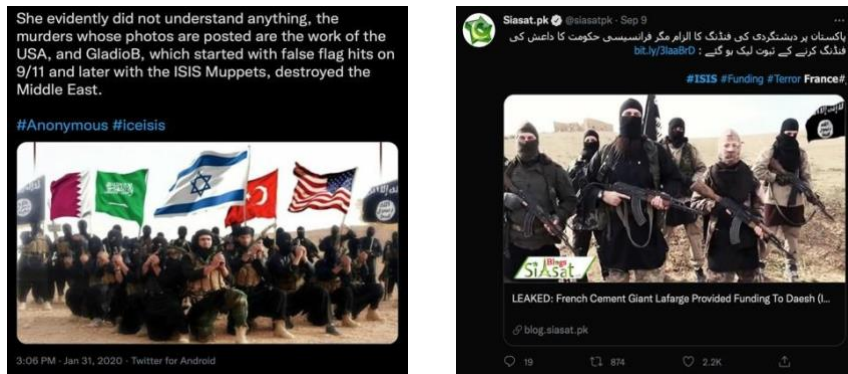 She evidently did not understand anything, the
murders whose photos are posted are the work of the
USA, and GladioB, which started with false flag hits on
9/11 and later with the ISIS Muppets, destroyed the
Middle East.
#Anonymous #iceisis
3:06 PM · Jan 31, 2020 · Twitter for Android
Siasat.pk @siasatpk · Sep 9
پاکستان پر دہشتگردی کی فنڈنگ کا الزام مگر فرانسیسی حکومت کا داعش کی
فنڈنگ کرنے کے ثبوت لیک ہو گئے : bit.ly/3laaBrD
#ISIS #Funding #Terror France#
Blogs
SiAsat
LEAKED: French Cement Giant Lafarge Provided Funding To Daesh (I...
blog.siasat.pk
19 874 2.2K